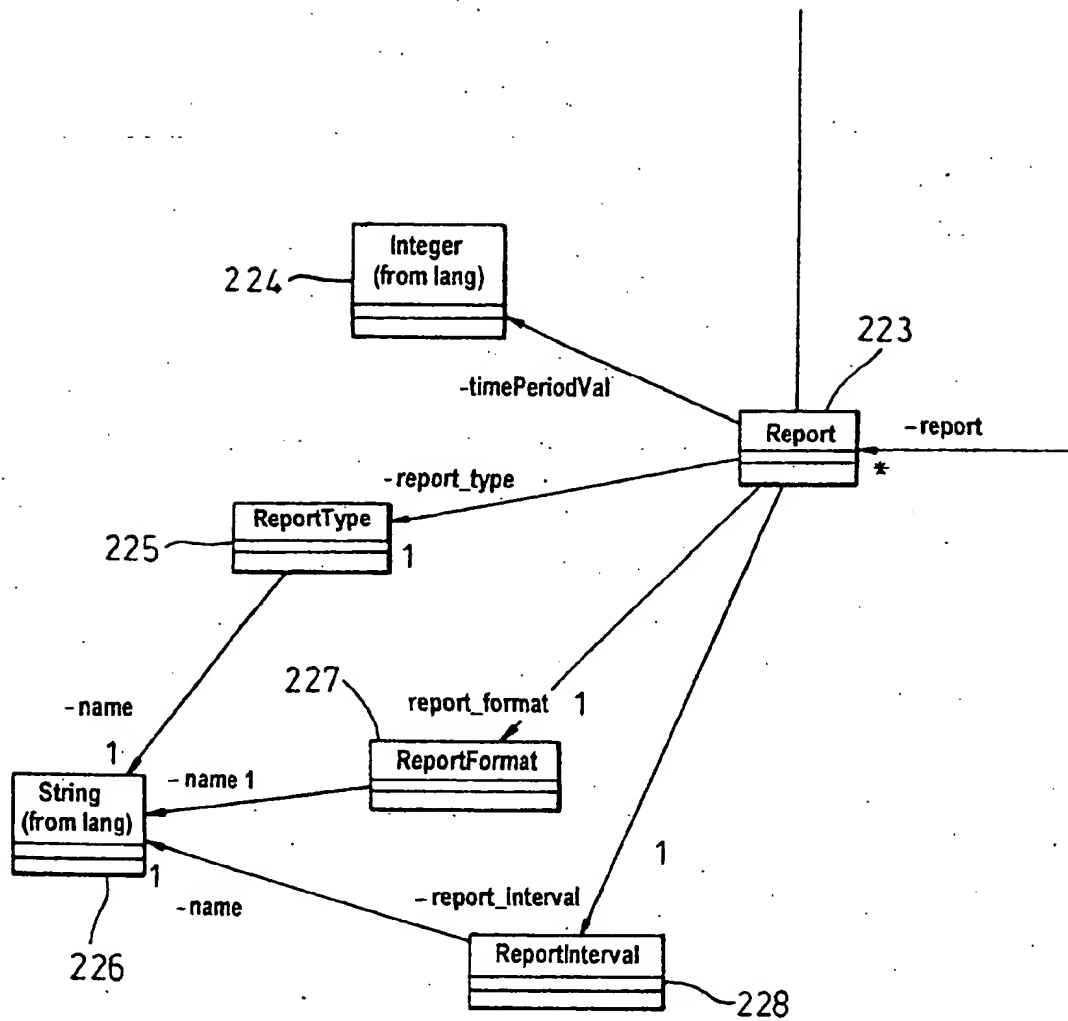 Integer
(from lang)
224
223
-timePeriodVal
Report
-report
*
-report_type
ReportType
225
1
227
-name
report_format 1
1
ReportFormat
String
(from lang)
-name 1
1
1
-name
-report_interval
226
ReportInterval
228